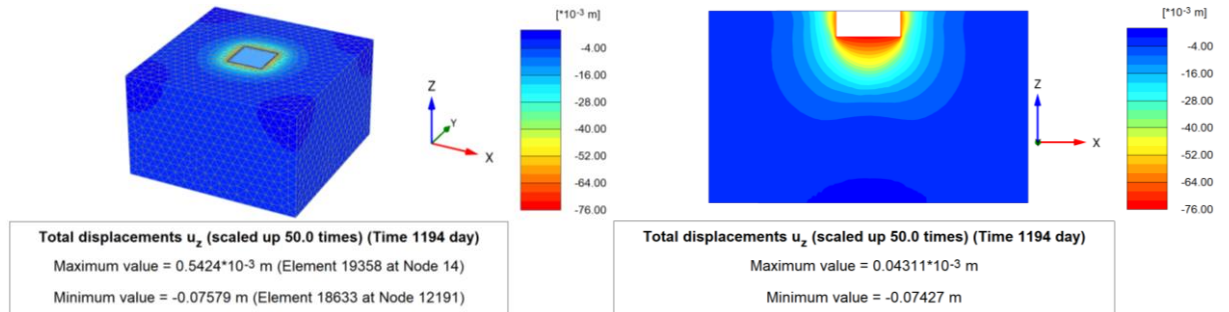 [*10⁻³ m]
-4.00
-16.00
-28.00
-40.00
-52.00
-64.00
-76.00
Z
Y
X
Total displacements u_z (scaled up 50.0 times) (Time 1194 day)
Maximum value = 0.5424*10⁻³ m (Element 19358 at Node 14)
Minimum value = -0.07579 m (Element 18633 at Node 12191)
[*10⁻³ m]
-4.00
-16.00
-28.00
-40.00
-52.00
-64.00
-76.00
Z
X
Total displacements u_z (scaled up 50.0 times) (Time 1194 day)
Maximum value = 0.04311*10⁻³ m
Minimum value = -0.07427 m